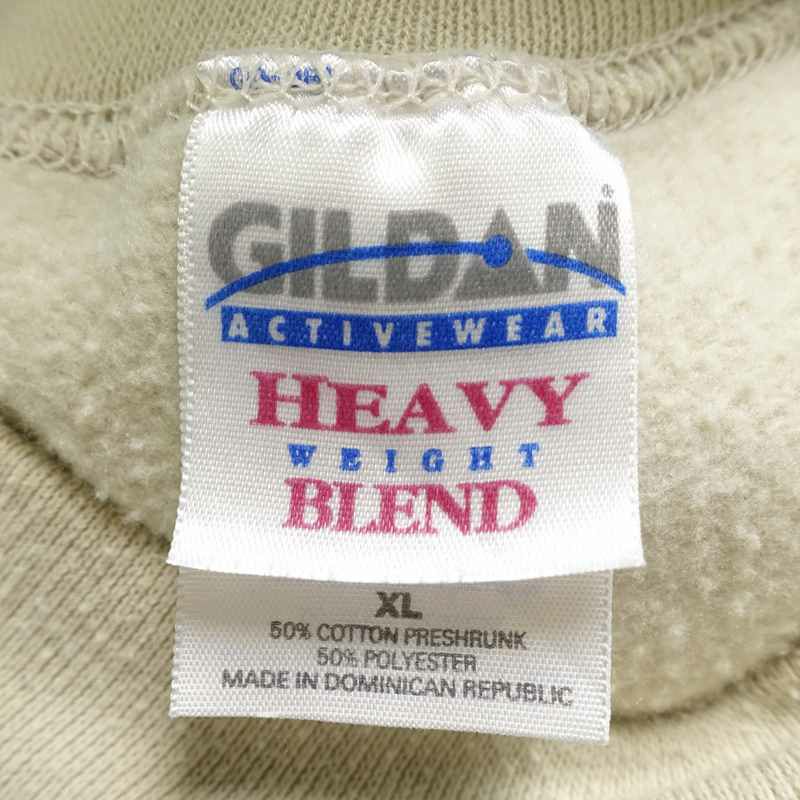 GILDAN®
ACTIVEWEAR
HEAVY
WEIGHT
BLEND
XL
50% COTTON PRESHRUNK
50% POLYESTER
MADE IN DOMINICAN REPUBLIC